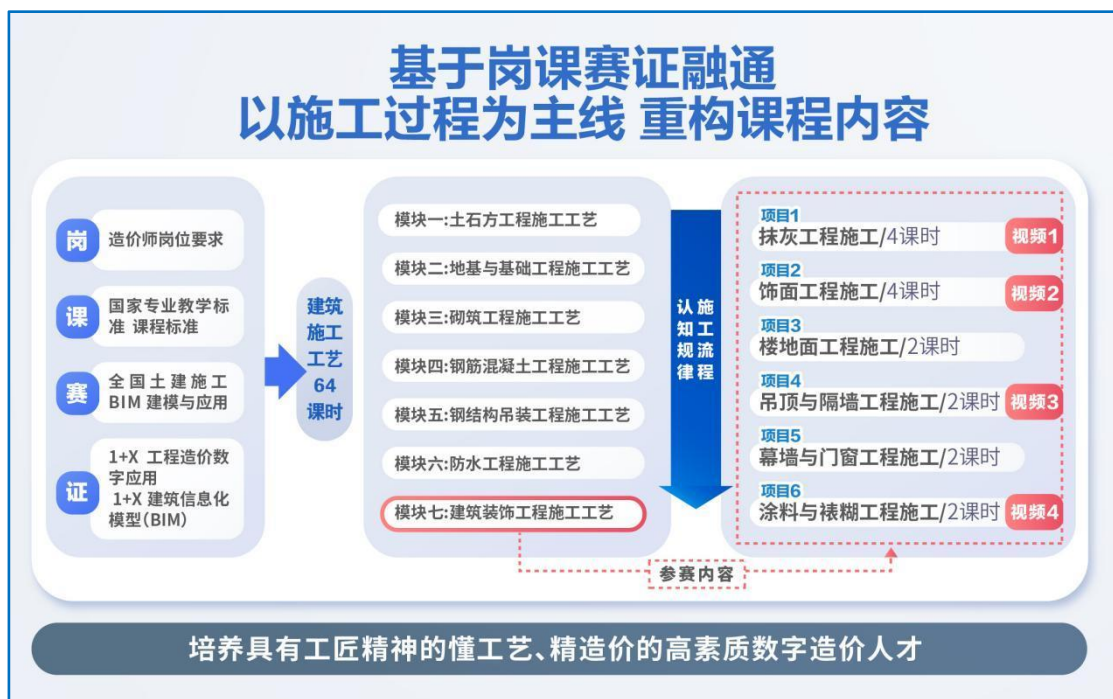 基于岗课赛证融通
以施工过程为主线 重构课程内容
岗
造价师岗位要求
课
国家专业教学标
准 课程标准
赛
全国土建施工
BIM 建模与应用
证
1+X 工程造价数
字应用
1+X 建筑信息化
模型(BIM)
建筑
施工
工艺
64
课时
模块一:土石方工程施工工艺
模块二:地基与基础工程施工工艺
模块三:砌筑工程施工工艺
模块四:钢筋混凝土工程施工工艺
模块五:钢结构吊装工程施工工艺
模块六:防水工程施工工艺
模块七:建筑装饰工程施工工艺
施工流程
认知规律
项目1
抹灰工程施工/4课时
视频1
项目2
饰面工程施工/4课时
视频2
项目3
楼地面工程施工/2课时
项目4
吊顶与隔墙工程施工/2课时
视频3
项目5
幕墙与门窗工程施工/2课时
项目6
涂料与裱糊工程施工/2课时
视频4
参赛内容
培养具有工匠精神的懂工艺、精造价的高素质数字造价人才